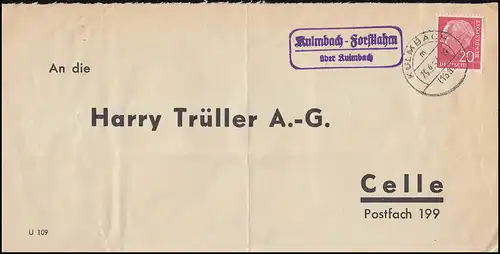 Kulmbach-Forstlahm
über Kulmbach
KULMBACH
DEUTSCHE
BUNDESPOST
20
An die
Harry Trüller A.-G.
Celle
Postfach 199
U 109